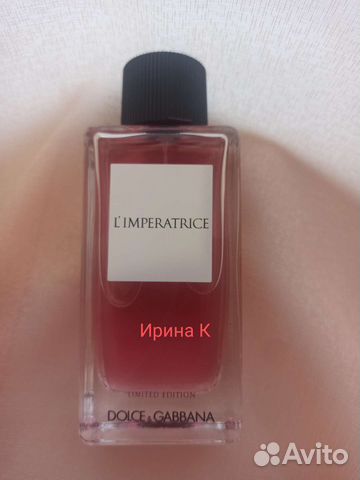 L'IMPERATRICE
Ирина К
LIMITED EDITION
DOLCE & GABBANA
Avito